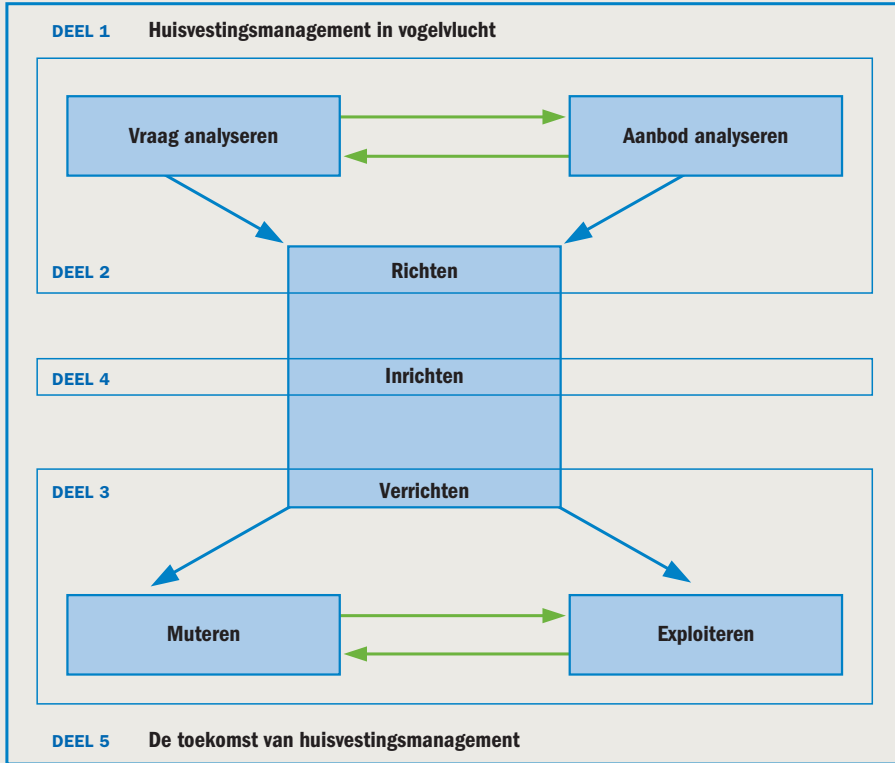 DEEL 1 Huisvestingsmanagement in vogelvlucht
Vraag analyseren
Aanbod analyseren
DEEL 2
Richten
DEEL 4
Inrichten
DEEL 3
Verrichten
Muteren
Exploiteren
DEEL 5 De toekomst van huisvestingsmanagement